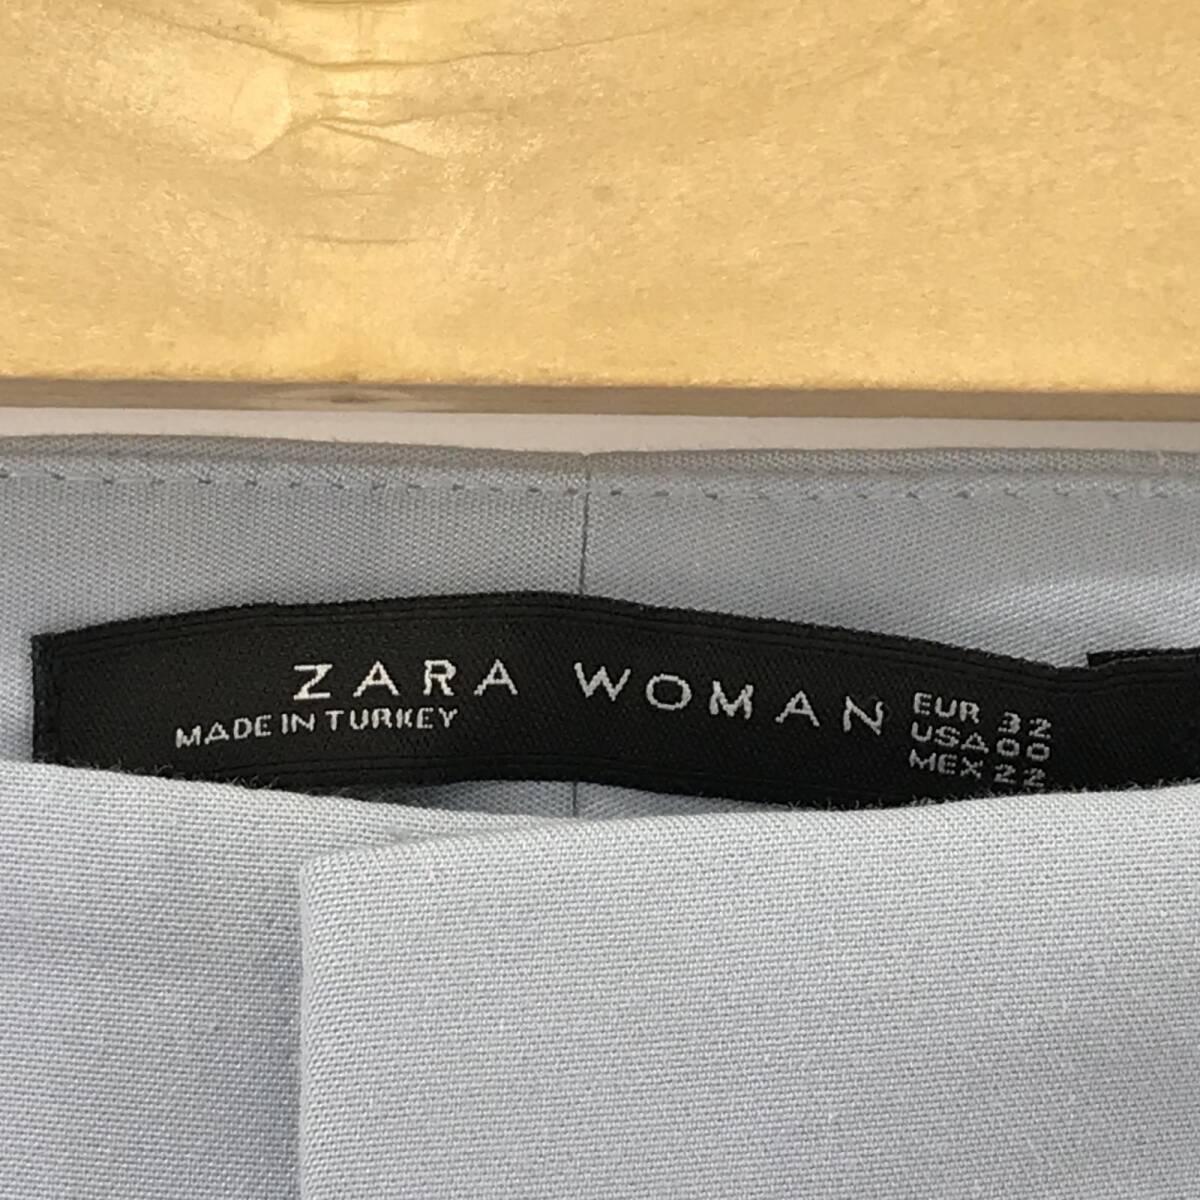 ZARA WOMAN
MADE IN TURKEY
EUR 32
USA 00
MEX 22